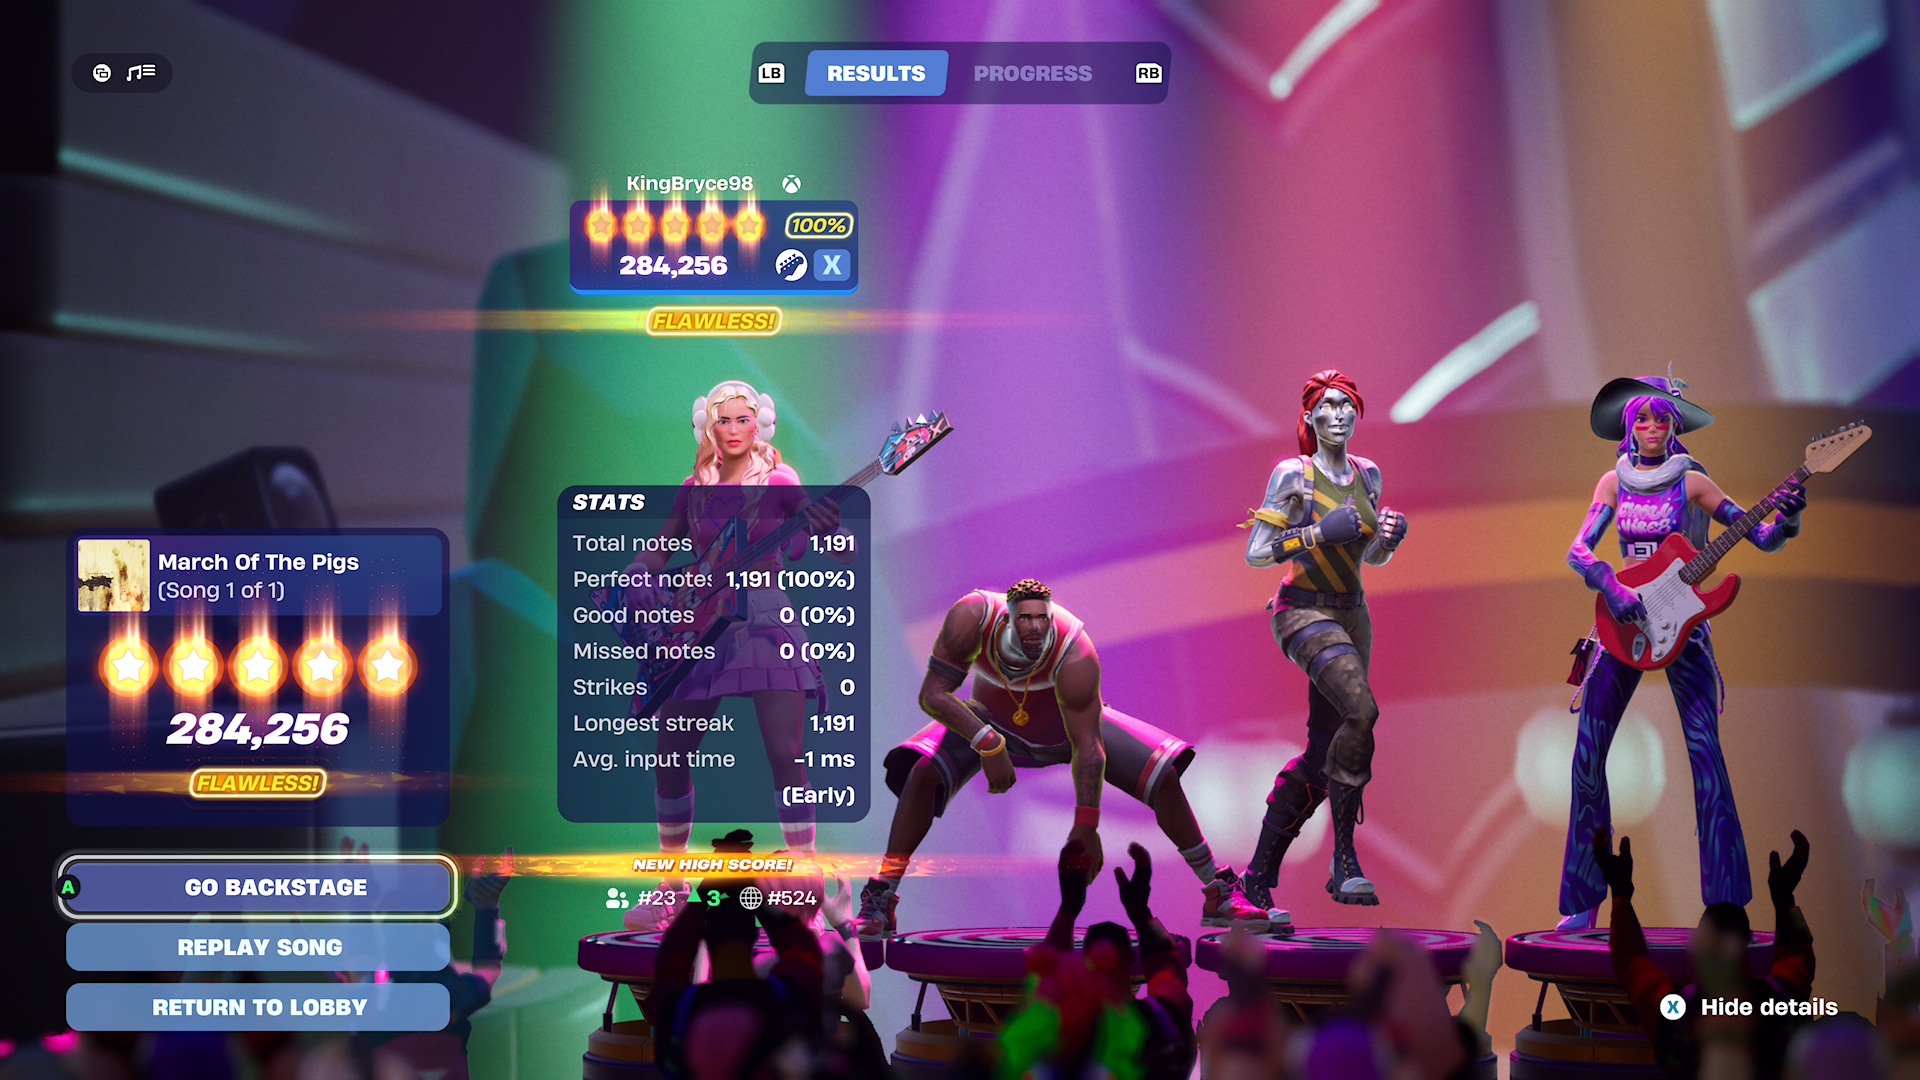 LB RESULTS PROGRESS RB
KingBryce98
100%
284,256 X
FLAWLESS!
STATS
Total notes 1,191
Perfect notes 1,191 (100%)
Good notes 0 (0%)
Missed notes 0 (0%)
Strikes 0
Longest streak 1,191
Avg. input time -1 ms
(Early)
NEW HIGH SCORE!
#23 3 #524
March Of The Pigs
(Song 1 of 1)
284,256
FLAWLESS!
A GO BACKSTAGE
REPLAY SONG
RETURN TO LOBBY
X Hide details